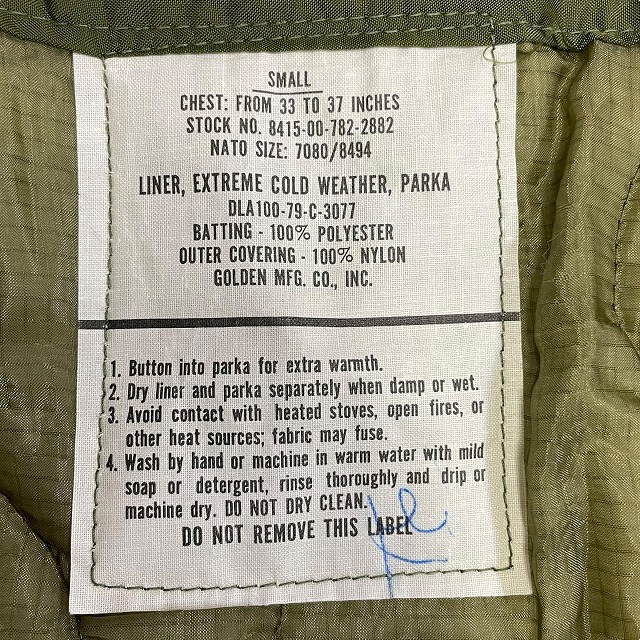 SMALL
CHEST: FROM 33 TO 37 INCHES
STOCK NO. 8415-00-782-2882
NATO SIZE: 7080/8494
LINER, EXTREME COLD WEATHER, PARKA
DLA100-79-C-3077
BATTING - 100% POLYESTER
OUTER COVERING - 100% NYLON
GOLDEN MFG. CO., INC.
1. Button into parka for extra warmth.
2. Dry liner and parka separately when damp or wet.
3. Avoid contact with heated stoves, open fires, or
other heat sources; fabric may fuse.
4. Wash by hand or machine in warm water with mild
soap or detergent, rinse thoroughly and drip or
machine dry. DO NOT DRY CLEAN.
DO NOT REMOVE THIS LABEL